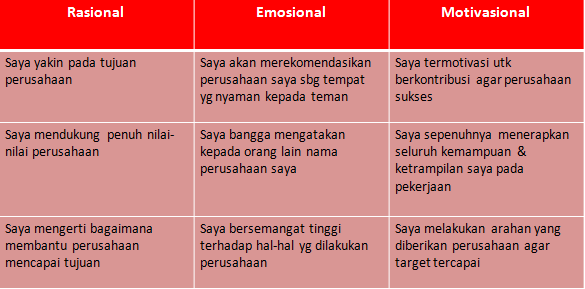 Rasional
Emosional
Motivasional
Saya yakin pada tujuan
perusahaan
Saya akan merekomendasikan
perusahaan saya sbg tempat
yg nyaman kepada teman
Saya termotivasi utk
berkontribusi agar perusahaan
sukses
Saya mendukung penuh nilai-
nilai perusahaan
Saya bangga mengatakan
kepada orang lain nama
perusahaan saya
Saya sepenuhnya menerapkan
seluruh kemampuan &
ketrampilan saya pada
pekerjaan
Saya mengerti bagaimana
membantu perusahaan
mencapai tujuan
Saya bersemangat tinggi
terhadap hal-hal yg dilakukan
perusahaan
Saya melakukan arahan yang
diberikan perusahaan agar
target tercapai